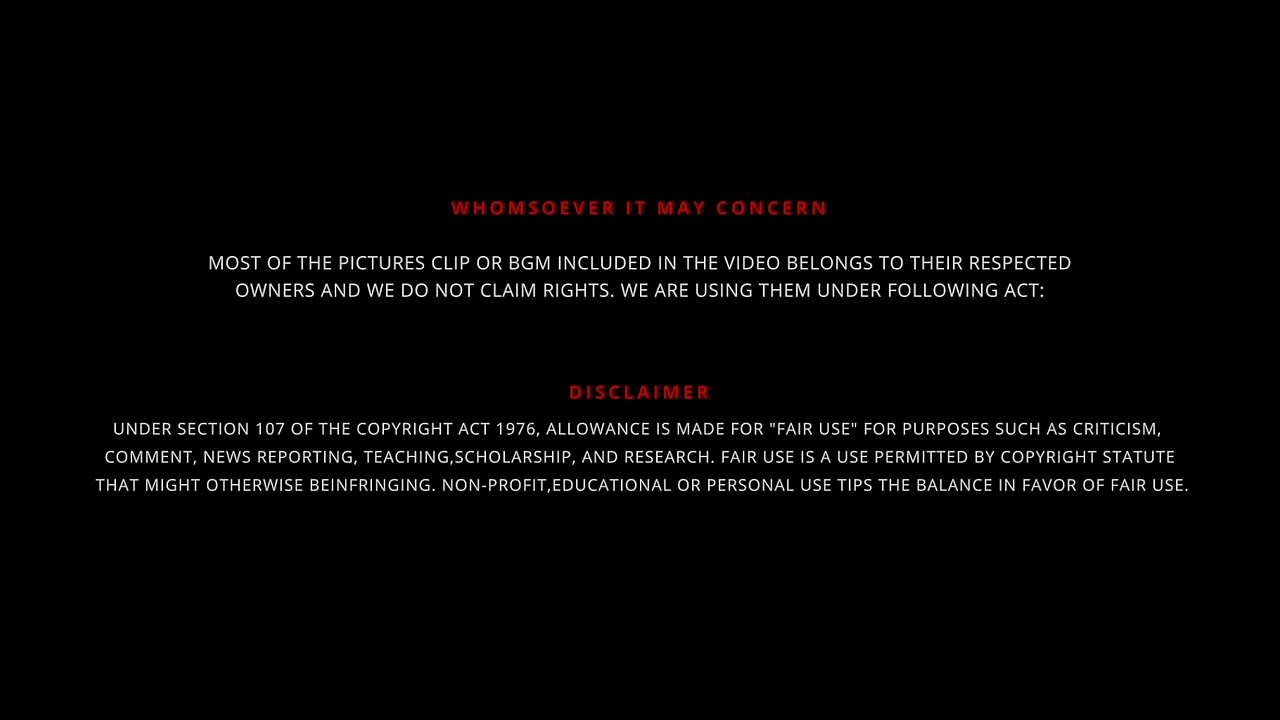 WHOMSOEVER IT MAY CONCERN
MOST OF THE PICTURES CLIP OR BGM INCLUDED IN THE VIDEO BELONGS TO THEIR RESPECTED
OWNERS AND WE DO NOT CLAIM RIGHTS. WE ARE USING THEM UNDER FOLLOWING ACT:
DISCLAIMER
UNDER SECTION 107 OF THE COPYRIGHT ACT 1976, ALLOWANCE IS MADE FOR "FAIR USE" FOR PURPOSES SUCH AS CRITICISM,
COMMENT, NEWS REPORTING, TEACHING,SCHOLARSHIP, AND RESEARCH. FAIR USE IS A USE PERMITTED BY COPYRIGHT STATUTE
THAT MIGHT OTHERWISE BEINFRINGING. NON-PROFIT,EDUCATIONAL OR PERSONAL USE TIPS THE BALANCE IN FAVOR OF FAIR USE.